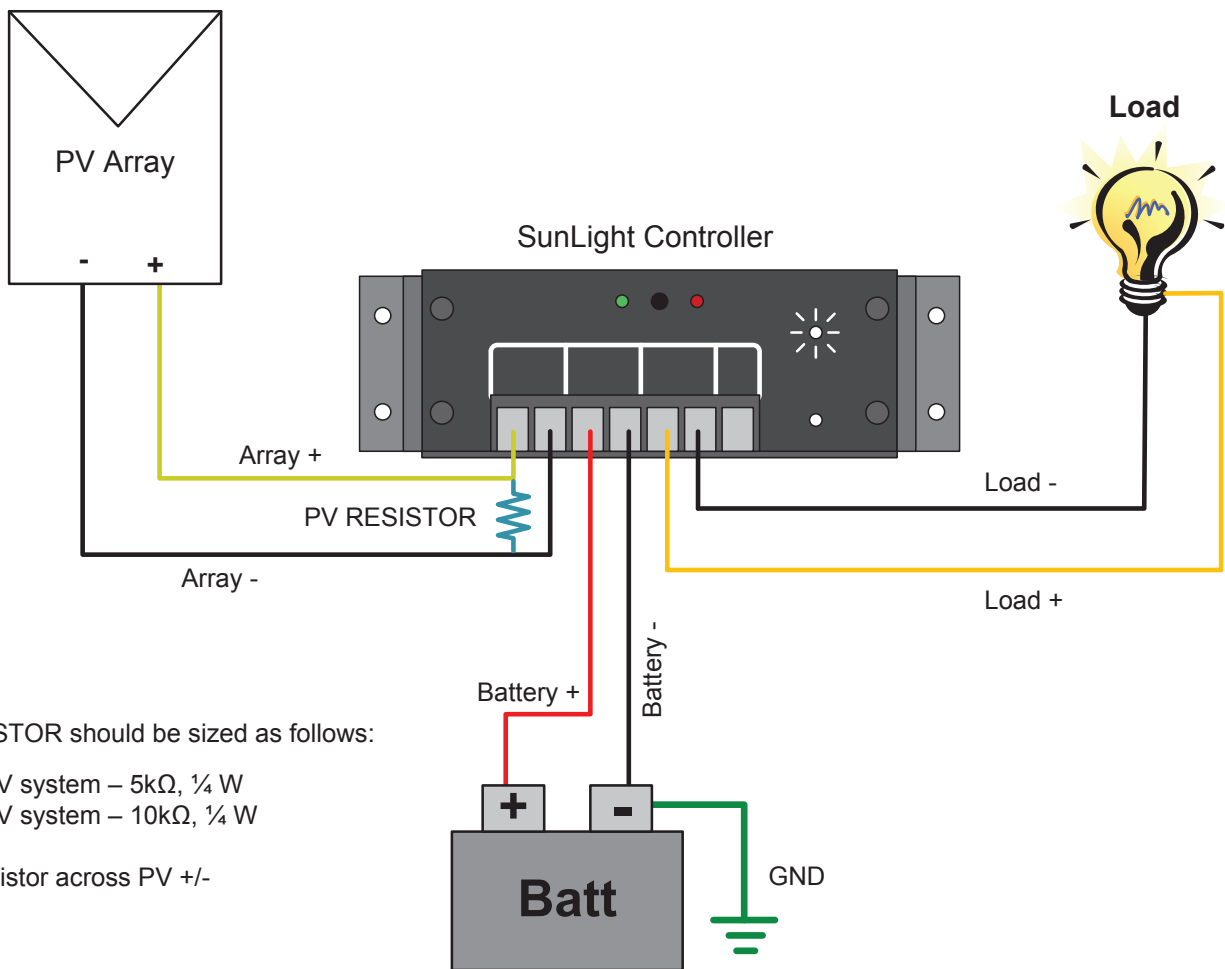 Load
PV Array
- +
SunLight Controller
Array +
PV RESISTOR
Array -
Load -
Load +
Battery +
Battery -
STOR should be sized as follows:
V system – 5kΩ, ¼ W
V system – 10kΩ, ¼ W
istor across PV +/-
+ -
Batt
GND